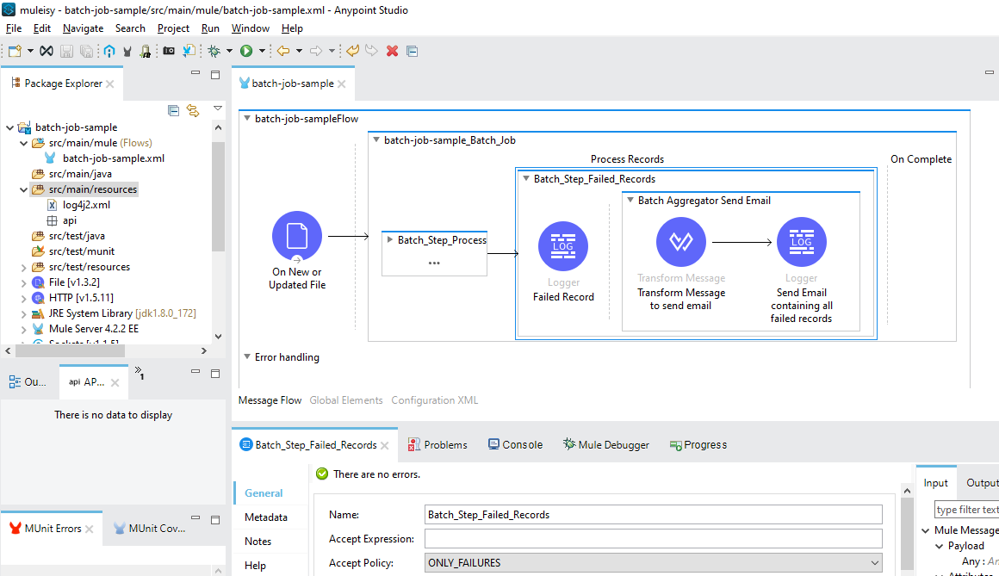 muleisy - batch-job-sample/src/main/mule/batch-job-sample.xml - Anypoint Studio
File Edit Navigate Search Project Run Window Help
Package Explorer
batch-job-sample
src/main/mule (Flows)
batch-job-sample.xml
src/main/java
src/main/resources
log4j2.xml
api
src/test/java
src/test/munit
src/test/resources
File [v1.3.2]
HTTP [v1.5.11]
JRE System Library [jdk1.8.0_172]
Mule Server 4.2.2 EE
Sockets [v1.1.5]
Ou...
api AP...
1
There is no data to display
MUnit Errors
MUnit Cov...
batch-job-sample
batch-job-sampleFlow
batch-job-sample_Batch_Job
Process Records
On Complete
Batch_Step_Failed_Records
Batch Aggregator Send Email
On New or
Updated File
Batch_Step_Process
...
LOG
Logger
Failed Record
Transform Message
Transform Message
to send email
LOG
Logger
Send Email
containing all
failed records
Error handling
Message Flow Global Elements Configuration XML
Batch_Step_Failed_Records
Problems
Console
Mule Debugger
Progress
There are no errors.
General
Metadata
Notes
Help
Name: Batch_Step_Failed_Records
Accept Expression:
Accept Policy: ONLY_FAILURES
Input Output
type filter text
Mule Message
Payload
Any :